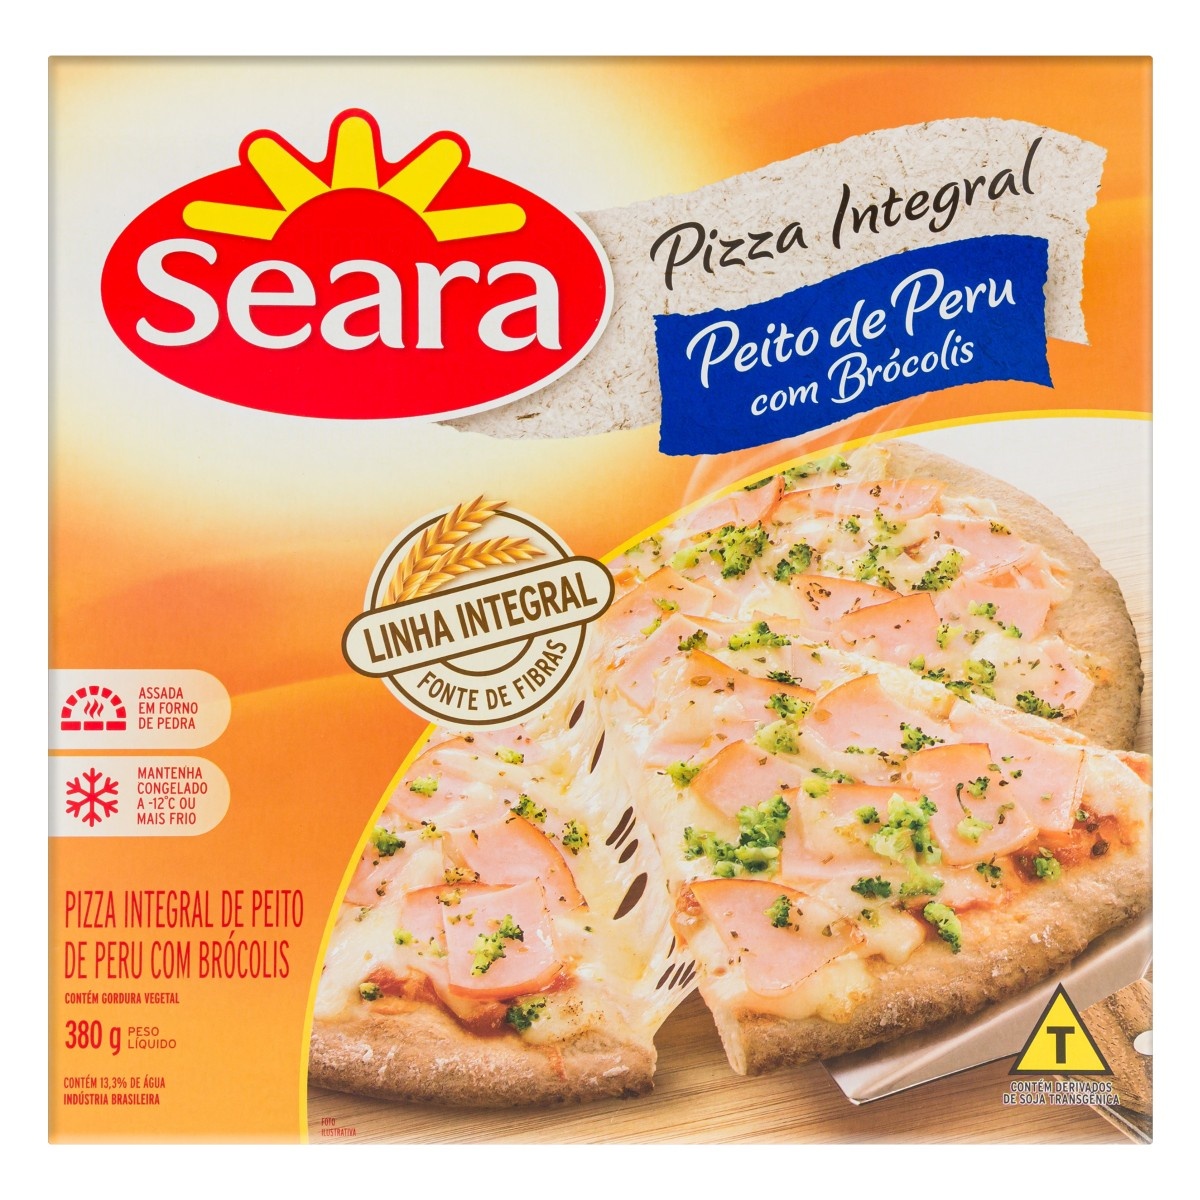 Seara
Pizza Integral
Peito de Peru
com Brócolis
LINHA INTEGRAL
FONTE DE FIBRAS
ASSADA
EM FORNO
DE PEDRA
MANTENHA
CONGELADO
A -12°C OU
MAIS FRIO
PIZZA INTEGRAL DE PEITO
DE PERU COM BRÓCOLIS
CONTÉM GORDURA VEGETAL
380 g PESO
LÍQUIDO
CONTÉM 13,3% DE ÁGUA
INDÚSTRIA BRASILEIRA
FOTO
ILUSTRATIVA
T
CONTÉM DERIVADOS
DE SOJA TRANSGÊNICA